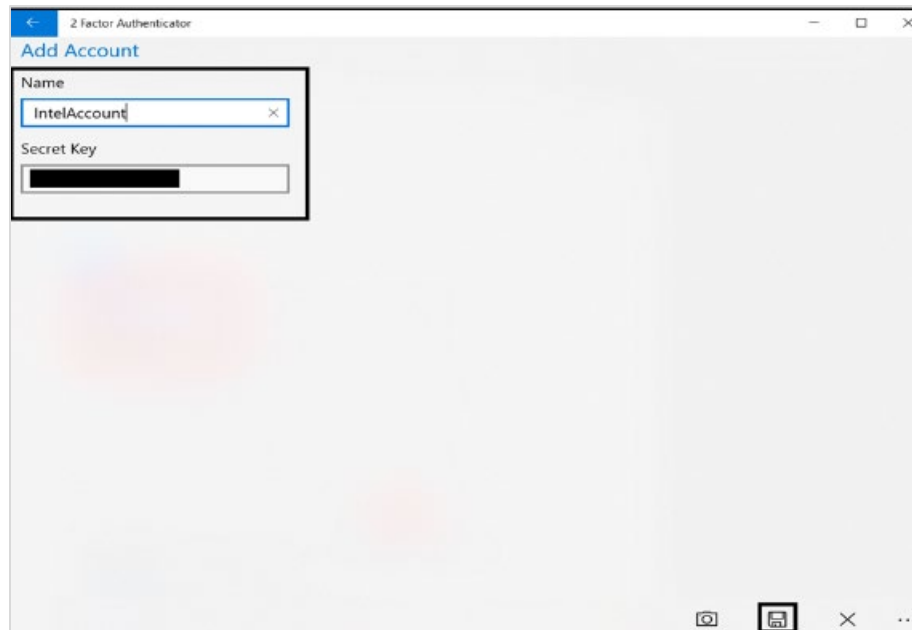 2 Factor Authenticator
Add Account
Name
IntelAccount
Secret Key